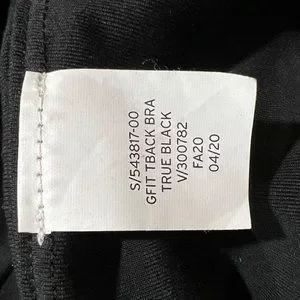 S/543817-00
GFIT TBACK BRA
TRUE BLACK
V/300782
FA20
04/20